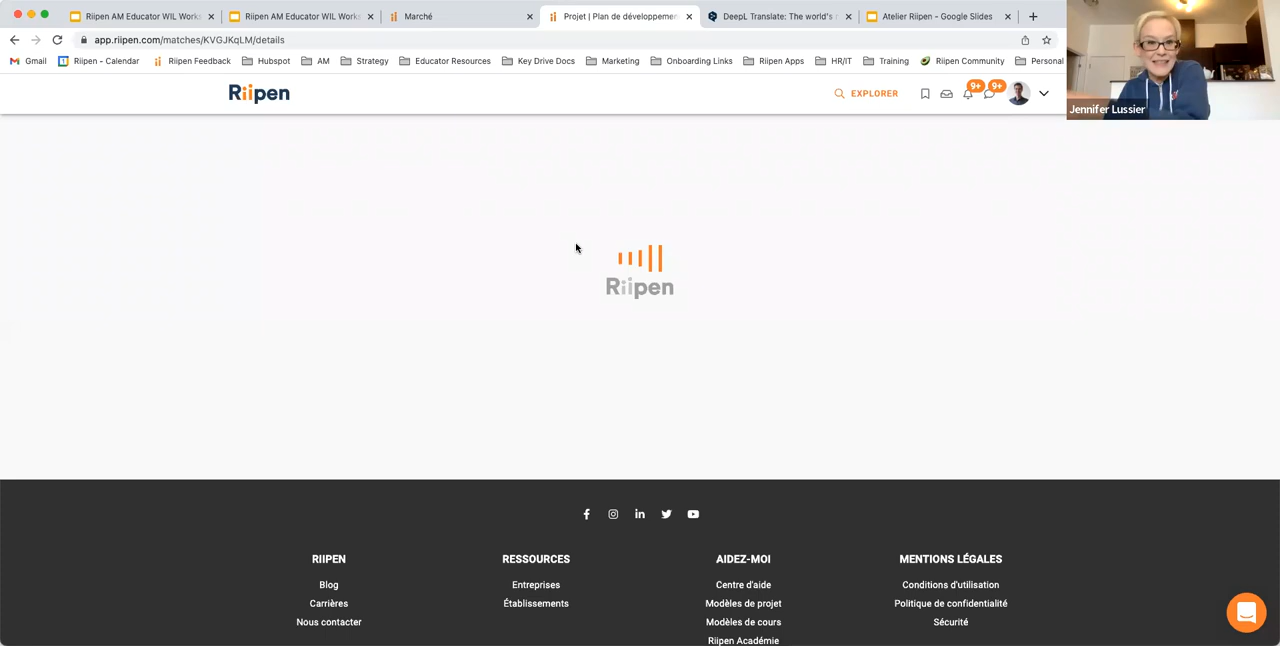 Riipen AM Educator WIL Works
Riipen AM Educator WIL Works
Marché
Projet | Plan de développemen
DeepL Translate: The world's
Atelier Riipen - Google Slides
app.riipen.com/matches/KVGJKqLM/details
Gmail
Riipen - Calendar
Riipen Feedback
Hubspot
AM
Strategy
Educator Resources
Key Drive Docs
Marketing
Onboarding Links
Riipen Apps
HR/IT
Training
Riipen Community
Personal
Riipen
EXPLORER
9+
9+
Jennifer Lussier
Riipen
RIIPEN
Blog
Carrières
Nous contacter
RESSOURCES
Entreprises
Établissements
AIDEZ-MOI
Centre d'aide
Modèles de projet
Modèles de cours
Riipen Académie
MENTIONS LÉGALES
Conditions d'utilisation
Politique de confidentialité
Sécurité